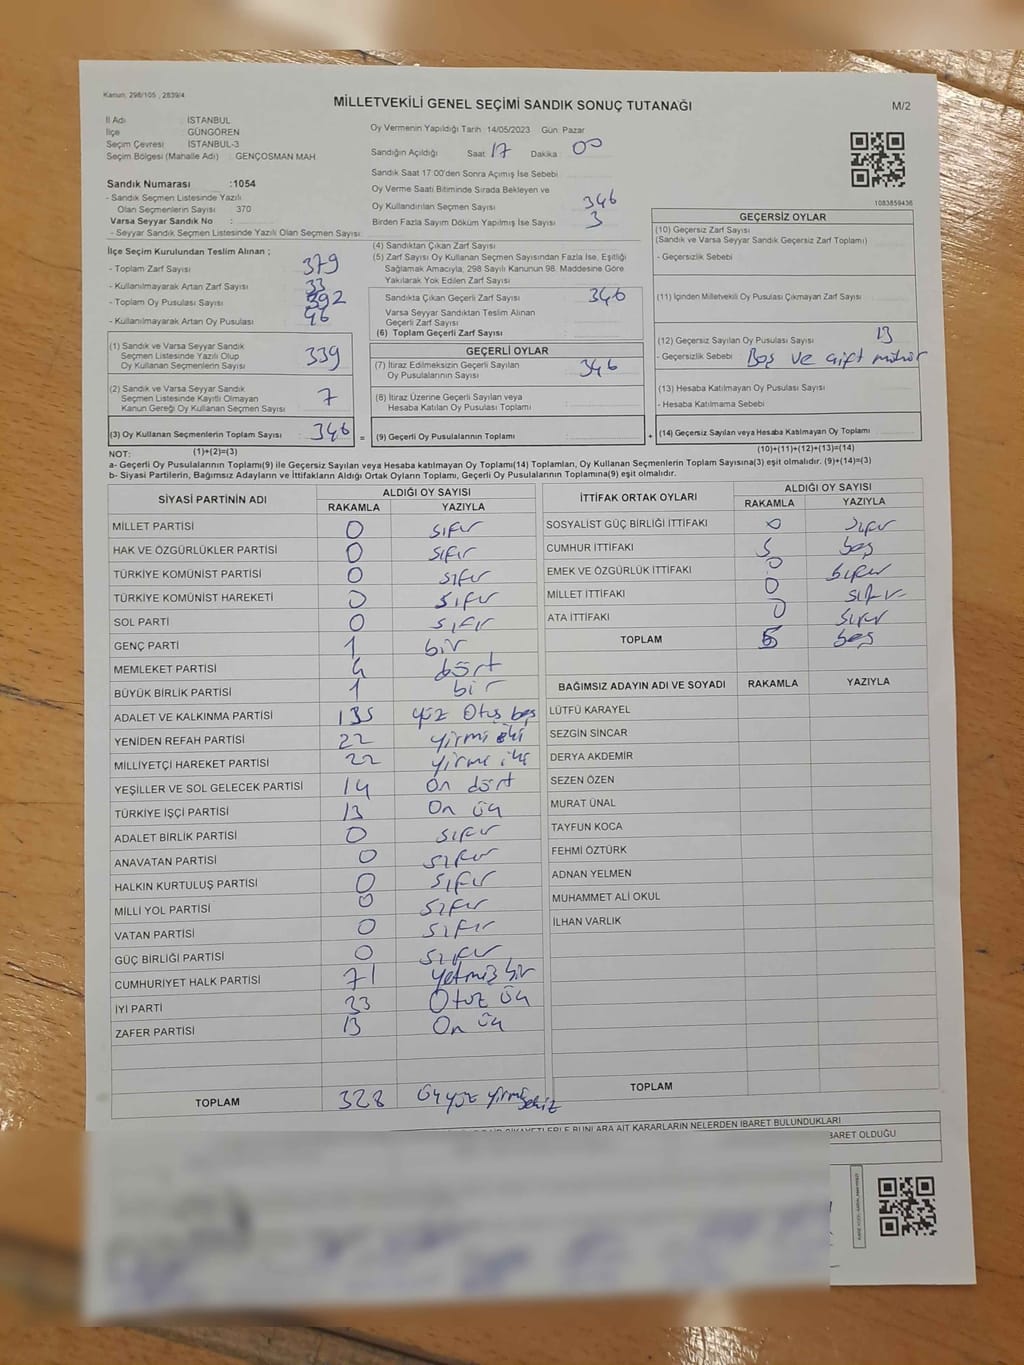 Kanun: 298/105 ; 2839/4
MİLLETVEKİLİ GENEL SEÇİMİ SANDIK SONUÇ TUTANAĞI
M/2
İl Adı : İSTANBUL
İlçe GÜNGÖREN
Seçim Çevresi İSTANBUL-3
Seçim Bölgesi (Mahalle Adı) : GENÇOSMAN MAH.
Sandık Numarası :1054
- Sandık Seçmen Listesinde Yazılı
Olan Seçmenlerin Sayısı 370
Varsa Seyyar Sandık No :
- Seyyar Sandık Seçmen Listesinde Yazılı Olan Seçmen Sayısı:
Oy Vermenin Yapıldığı Tarih 14/05/2023 Gün Pazar
Sandığın Açıldığı Saat 17 Dakika 00
Sandık Saat 17.00'den Sonra Açımış İse Sebebi
Oy Verme Saati Bitiminde Sırada Bekleyen ve
Oy Kullandırılan Seçmen Sayısı 346
Birden Fazla Sayım Döküm Yapılmış İse Sayısı 3
1083859436
İlçe Seçim Kurulundan Teslim Alınan ;
- Toplam Zarf Sayısı 379
- Kullanılmayarak Artan Zarf Sayısı 33
- Toplam Oy Pusulası Sayısı 392
- Kullanılmayarak Artan Oy Pusulası 46
(1) Sandık ve Varsa Seyyar Sandık
Seçmen Listesinde Yazılı Olup
Oy Kullanan Seçmenlerin Sayısı 339
(2) Sandık ve Varsa Seyyar Sandık
Seçmen Listesinde Kayıtlı Olmayan
Kanun Gereği Oy Kullanan Seçmen Sayısı 7
(3) Oy Kullanan Seçmenlerin Toplam Sayısı : 346
(1)+(2)=(3)
(4) Sandıktan Çıkan Zarf Sayısı
(5) Zarf Sayısı Oy Kullanan Seçmen Sayısından Fazla İse, Eşitliği
Sağlamak Amacıyla, 298 Sayılı Kanunun 98. Maddesine Göre
Yakılarak Yok Edilen Zarf Sayısı
Sandıkta Çıkan Geçerli Zarf Sayısı 346
Varsa Seyyar Sandıktan Teslim Alınan
Geçerli Zarf Sayısı
(6) Toplam Geçerli Zarf Sayısı
GEÇERLİ OYLAR
(7) İtiraz Edilmeksizin Geçerli Sayılan
Oy Pusulalarının Sayısı 346
(8) İtiraz Üzerine Geçerli Sayılan veya
Hesaba Katılan Oy Pusulası Toplamı
= (9) Geçerli Oy Pusulalarının Toplamı :
GEÇERSİZ OYLAR
(10) Geçersiz Zarf Sayısı
(Sandık ve Varsa Seyyar Sandık Geçersiz Zarf Toplamı)
- Geçersizlik Sebebi
(11) İçinden Milletvekili Oy Pusulası Çıkmayan Zarf Sayısı
(12) Geçersiz Sayılan Oy Pusulası Sayısı 13
- Geçersizlik Sebebi Boş ve çift mühür
(13) Hesaba Katılmayan Oy Pusulası Sayısı
- Hesaba Katılmama Sebebi
+ (14) Geçersiz Sayılan veya Hesaba Katılmayan Oy Toplamı
(10)+(11)+(12)+(13)=(14)
NOT:
a- Geçerli Oy Pusulalarının Toplamı(9) ile Geçersiz Sayılan veya Hesaba katılmayan Oy Toplamı(14) Toplamları, Oy Kullanan Seçmenlerin Toplam Sayısına(3) eşit olmalıdır. (9)+(14)=(3)
b- Siyasi Partilerin, Bağımsız Adayların ve İttifakların Aldığı Ortak Oyların Toplamı, Geçerli Oy Pusulalarının Toplamına(9) eşit olmalıdır.
SİYASİ PARTİNİN ADI ALDIĞI OY SAYISI
RAKAMLA YAZIYLA
MİLLET PARTİSİ 0 sıfır
HAK VE ÖZGÜRLÜKLER PARTİSİ 0 sıfır
TÜRKİYE KOMÜNİST PARTİSİ 0 sıfır
TÜRKİYE KOMÜNİST HAREKETİ 0 sıfır
SOL PARTİ 0 sıfır
GENÇ PARTİ 1 bir
MEMLEKET PARTİSİ 4 dört
BÜYÜK BİRLİK PARTİSİ 1 bir
ADALET VE KALKINMA PARTİSİ 135 yüz Otuz beş
YENİDEN REFAH PARTİSİ 22 yirmi iki
MİLLİYETÇİ HAREKET PARTİSİ 22 yirmi iki
YEŞİLLER VE SOL GELECEK PARTİSİ 14 On dört
TÜRKİYE İŞÇİ PARTİSİ 13 On üç
ADALET BİRLİK PARTİSİ 0 sıfır
ANAVATAN PARTİSİ 0 sıfır
HALKIN KURTULUŞ PARTİSİ 0 sıfır
MİLLİ YOL PARTİSİ 0 sıfır
VATAN PARTİSİ 0 sıfır
GÜÇ BİRLİĞİ PARTİSİ 0 sıfır
CUMHURİYET HALK PARTİSİ 71 yetmiş bir
İYİ PARTİ 33 Otuz üç
ZAFER PARTİSİ 13 On üç
TOPLAM 328 Üçyüz yirmi sekiz
İTTİFAK ORTAK OYLARI ALDIĞI OY SAYISI
RAKAMLA YAZIYLA
SOSYALİST GÜÇ BİRLİĞİ İTTİFAKI 0 sıfır
CUMHUR İTTİFAKI 5 beş
EMEK VE ÖZGÜRLÜK İTTİFAKI 0 sıfır
MİLLET İTTİFAKI 0 sıfır
ATA İTTİFAKI 0 sıfır
TOPLAM 5 beş
BAĞIMSIZ ADAYIN ADI VE SOYADI RAKAMLA YAZIYLA
LÜTFÜ KARAYEL
SEZGİN SİNCAR
DERYA AKDEMİR
SEZEN ÖZEN
MURAT ÜNAL
TAYFUN KOCA
FEHMİ ÖZTÜRK
ADNAN YELMEN
MUHAMMET ALİ OKUL
İLHAN VARLIK
TOPLAM
BUNLARA AİT KARARLARIN NELERDEN İBARET BULUNDUKLARI
BARET OLDUĞU